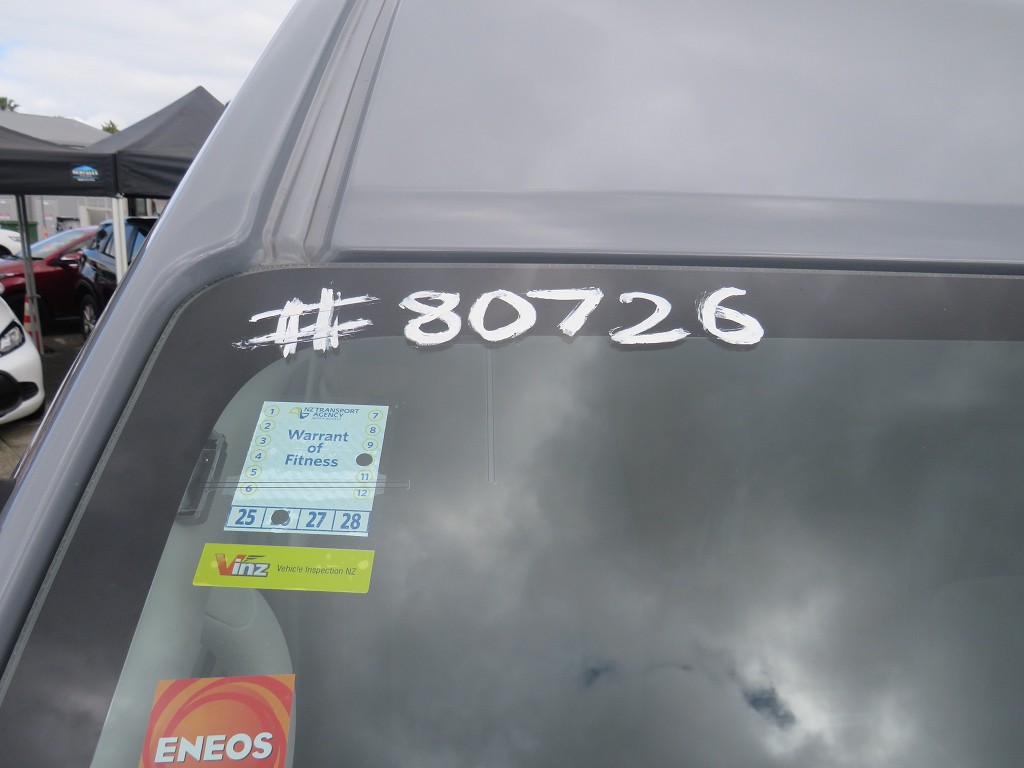 #80726
NZ TRANSPORT
AGENCY
1 7
2 8
3 9
4
5 11
6 12
Warrant
of
Fitness
25 27 28
Vinz Vehicle Inspection NZ
ENEOS